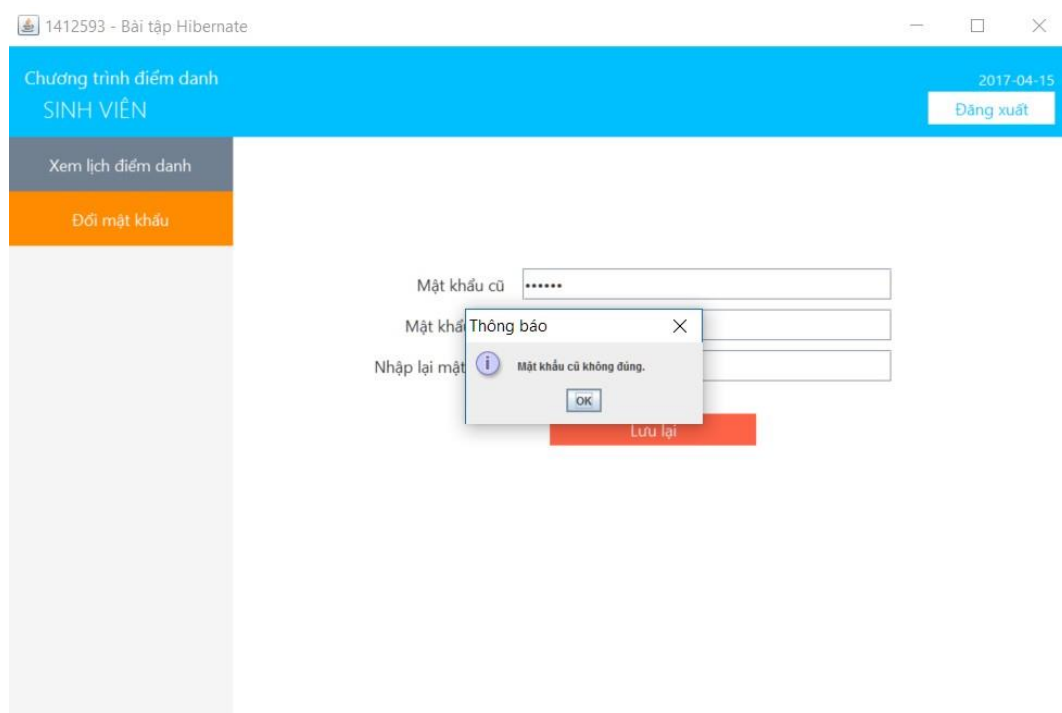 1412593 - Bài tập Hibernate
Chương trình điểm danh
SINH VIÊN
2017-04-15
Đăng xuất
Xem lịch điểm danh
Đổi mật khẩu
Mật khẩu cũ
Mật khẩ
Thông báo
Nhập lại mật
Mật khẩu cũ không đúng.
OK
Lưu lại